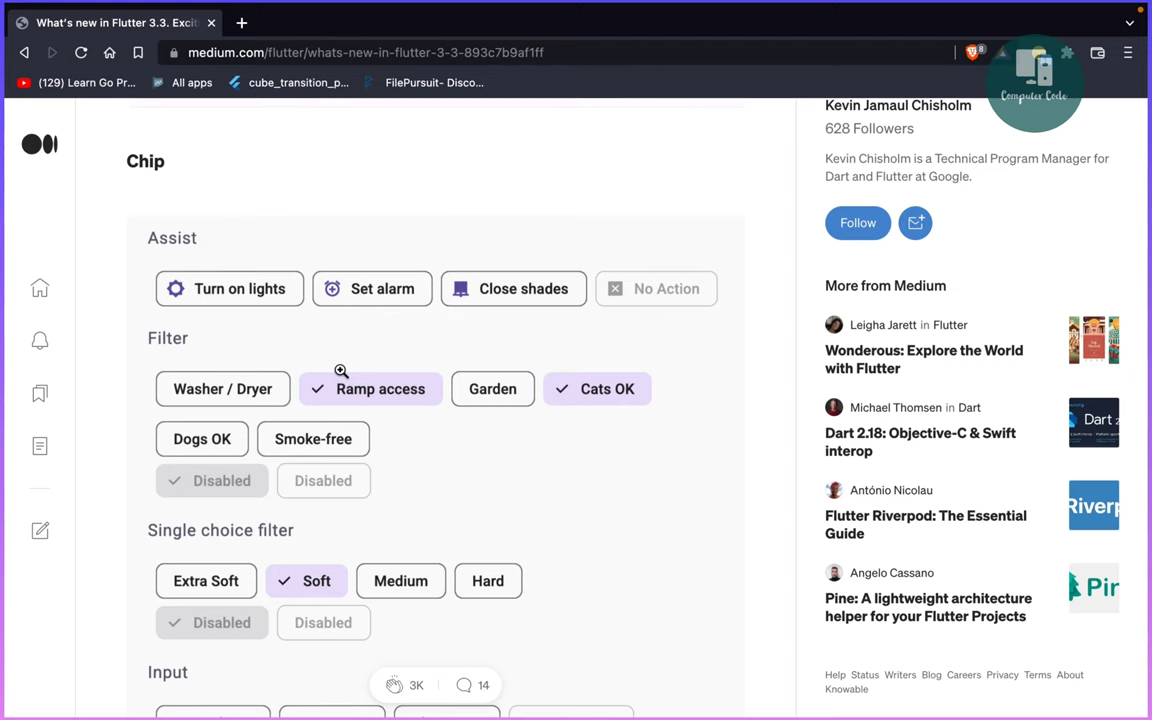 What's new in Flutter 3.3. Excit
medium.com/flutter/whats-new-in-flutter-3-3-893c7b9af1ff
8
(129) Learn Go Pr...
All apps
cube_transition_p...
FilePursuit- Disco...
Computer Code
Chip
Assist
Turn on lights
Set alarm
Close shades
No Action
Filter
Washer / Dryer
Ramp access
Garden
Cats OK
Dogs OK
Smoke-free
Disabled
Disabled
Single choice filter
Extra Soft
Soft
Medium
Hard
Disabled
Disabled
Input
3K
14
Kevin Jamaul Chisholm
628 Followers
Kevin Chisholm is a Technical Program Manager for
Dart and Flutter at Google.
Follow
More from Medium
Leigha Jarett in Flutter
Wonderous: Explore the World
with Flutter
Michael Thomsen in Dart
Dart 2.18: Objective-C & Swift
interop
Dart 2
António Nicolau
Flutter Riverpod: The Essential
Guide
Riverp
Angelo Cassano
Pine: A lightweight architecture
helper for your Flutter Projects
Pin
Help Status Writers Blog Careers Privacy Terms About
Knowable